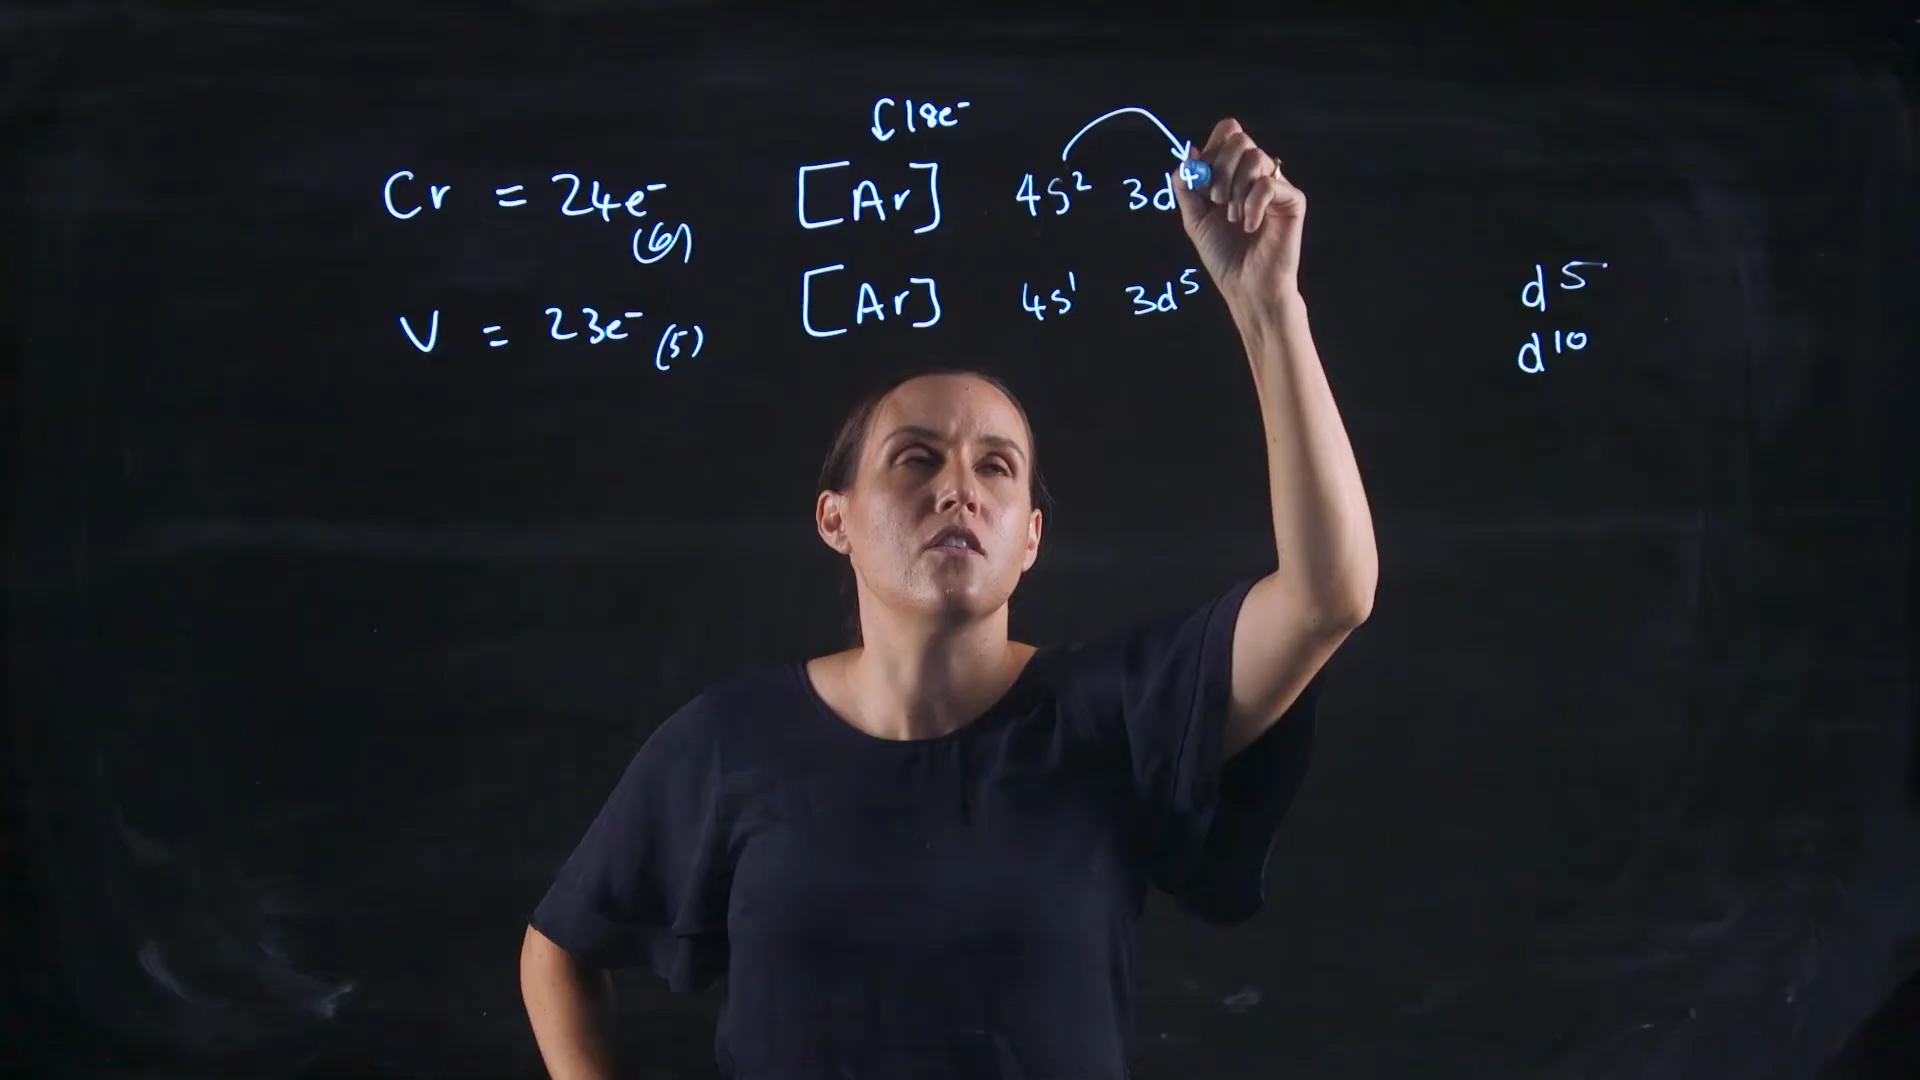 18e⁻
Cr = 24e⁻ [Ar] 4s² 3d⁴
(6)
[Ar] 4s¹ 3d⁵
V = 23e⁻ (5)
d⁵
d¹⁰